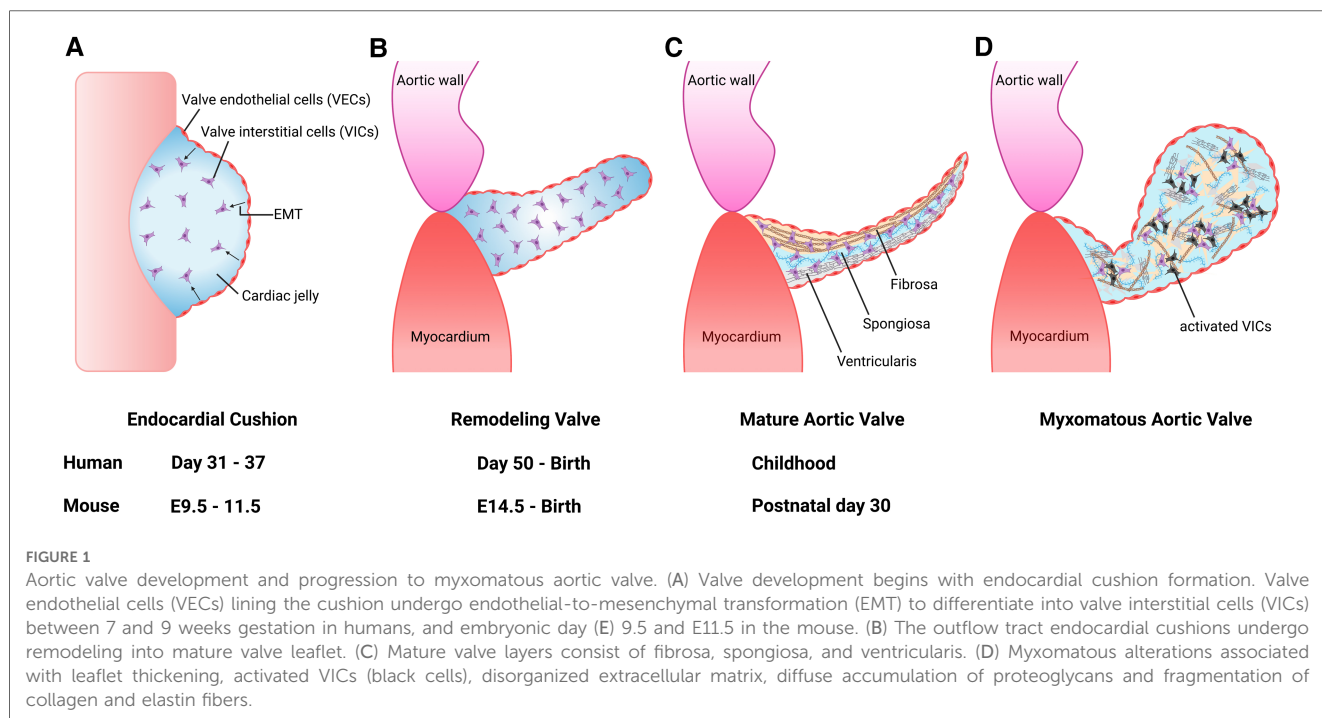 A
B
C
D
Valve endothelial cells (VECs)
Valve interstitial cells (VICs)
EMT
Cardiac jelly
Aortic wall
Myocardium
Aortic wall
Myocardium
Fibrosa
Spongiosa
Ventricularis
Aortic wall
Myocardium
activated VICs
Endocardial Cushion
Remodeling Valve
Mature Aortic Valve
Myxomatous Aortic Valve
Human Day 31 - 37 Day 50 - Birth Childhood
Mouse E9.5 - 11.5 E14.5 - Birth Postnatal day 30
FIGURE 1
Aortic valve development and progression to myxomatous aortic valve. (A) Valve development begins with endocardial cushion formation. Valve
endothelial cells (VECs) lining the cushion undergo endothelial-to-mesenchymal transformation (EMT) to differentiate into valve interstitial cells (VICs)
between 7 and 9 weeks gestation in humans, and embryonic day (E) 9.5 and E11.5 in the mouse. (B) The outflow tract endocardial cushions undergo
remodeling into mature valve leaflet. (C) Mature valve layers consist of fibrosa, spongiosa, and ventricularis. (D) Myxomatous alterations associated
with leaflet thickening, activated VICs (black cells), disorganized extracellular matrix, diffuse accumulation of proteoglycans and fragmentation of
collagen and elastin fibers.